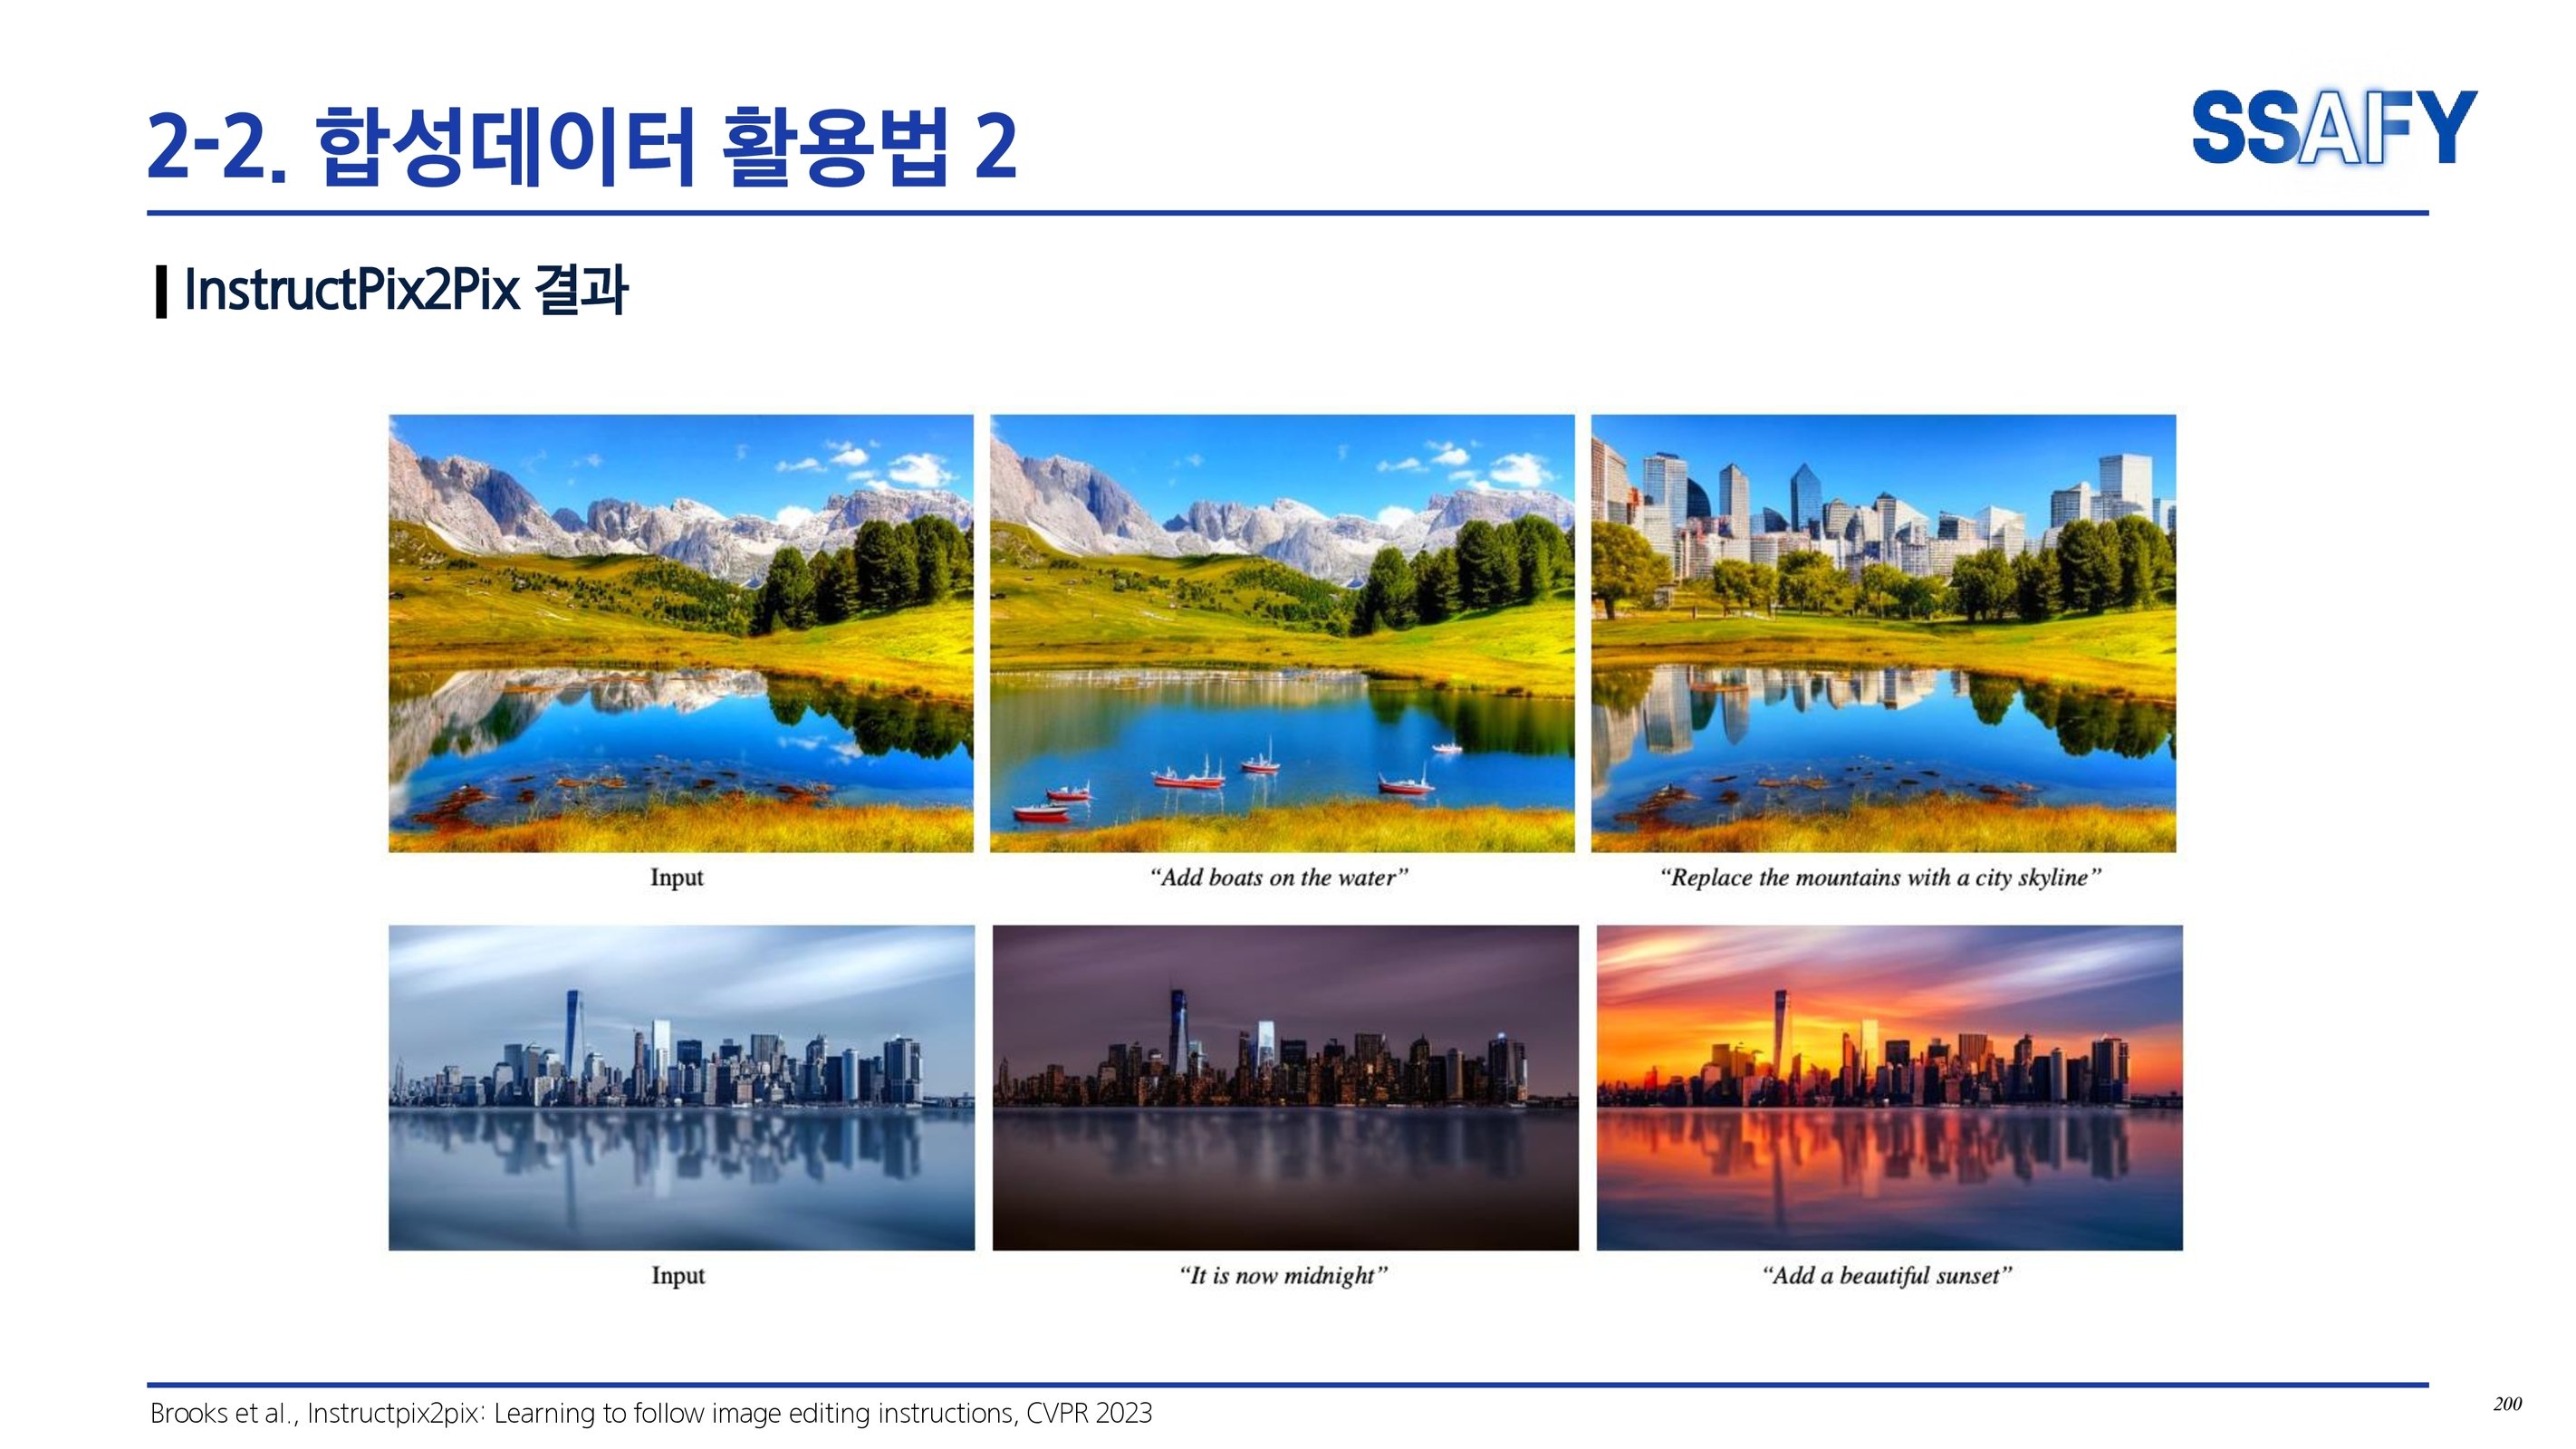 2-2. 합성데이터 활용법 2
SSAFY
InstructPix2Pix 결과
Input
“Add boats on the water”
“Replace the mountains with a city skyline”
Input
“It is now midnight”
“Add a beautiful sunset”
Brooks et al., Instructpix2pix: Learning to follow image editing instructions, CVPR 2023
200